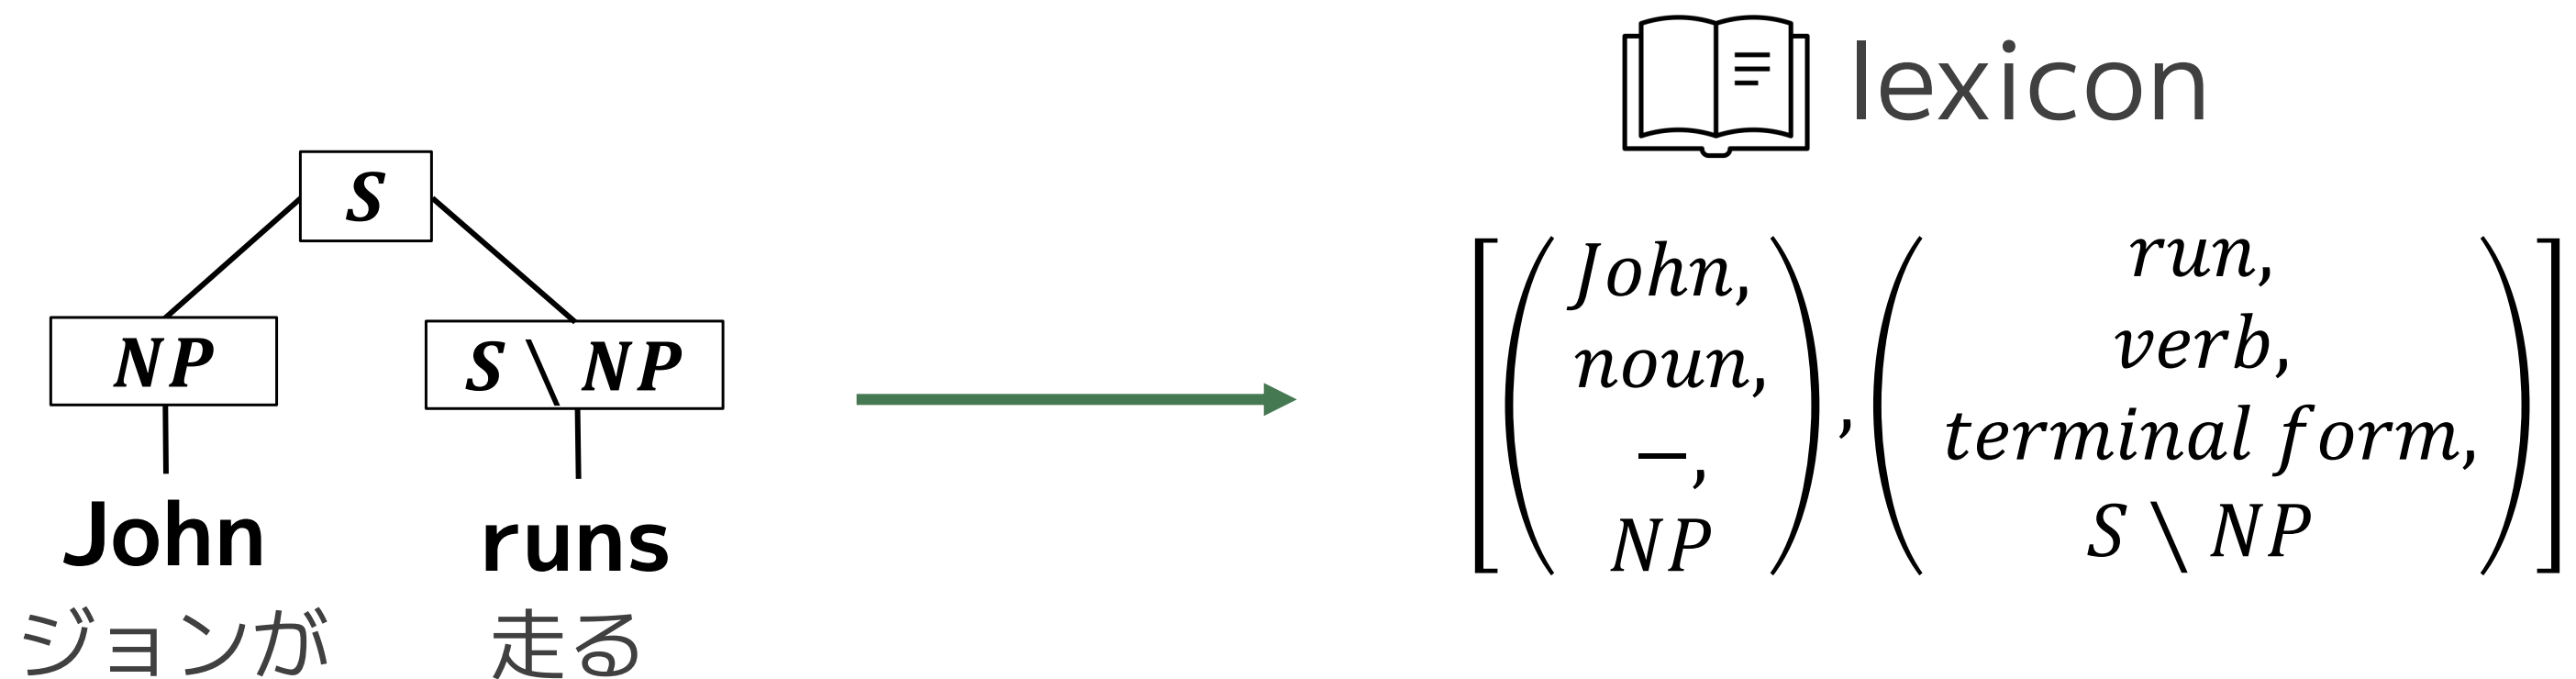 S
NP
S \ NP
John
runs
ジョンが
走る
lexicon
John,
noun,
—,
NP
,
run,
verb,
terminal form,
S \ NP